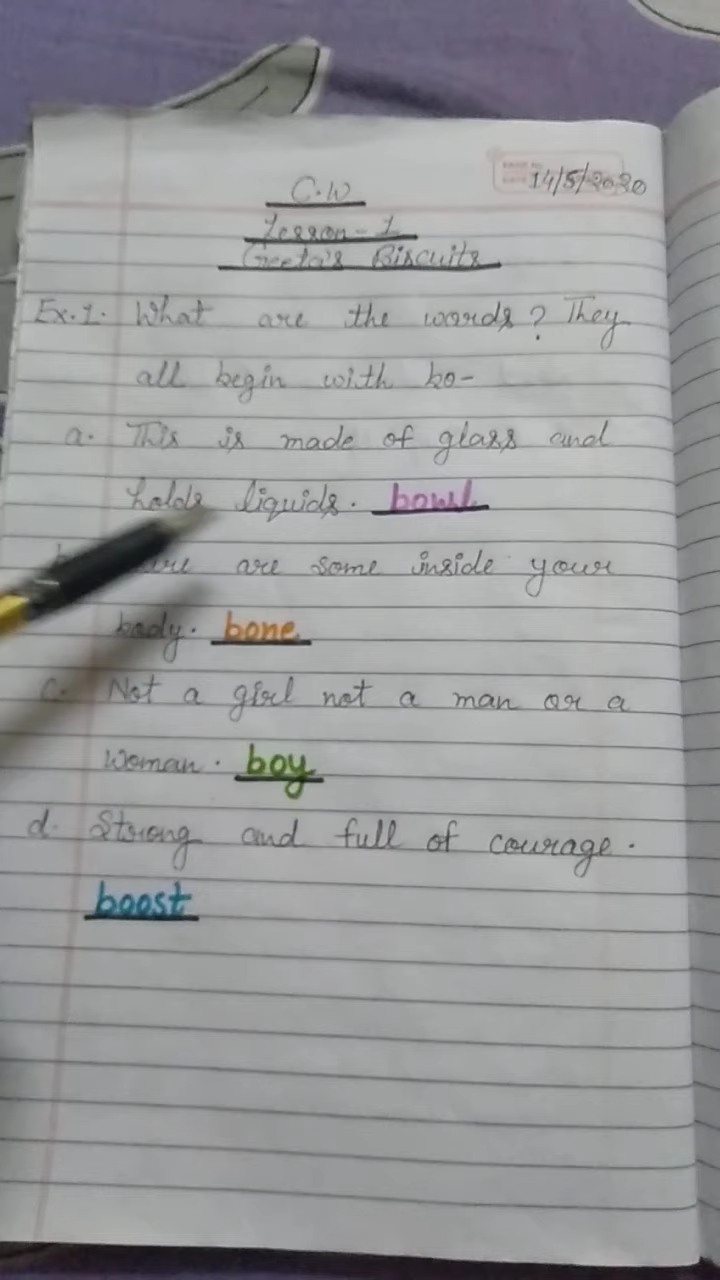 14/5/2020
C.W
Lesson-1
Geeta's Biscuits
Ex.1. What are the words? They
all begin with bo-
a. This is made of glass and
holds liquids. bowl
are some inside your
body. bone
c. Not a girl not a man or a
woman. boy
d. Strong and full of courage.
boost